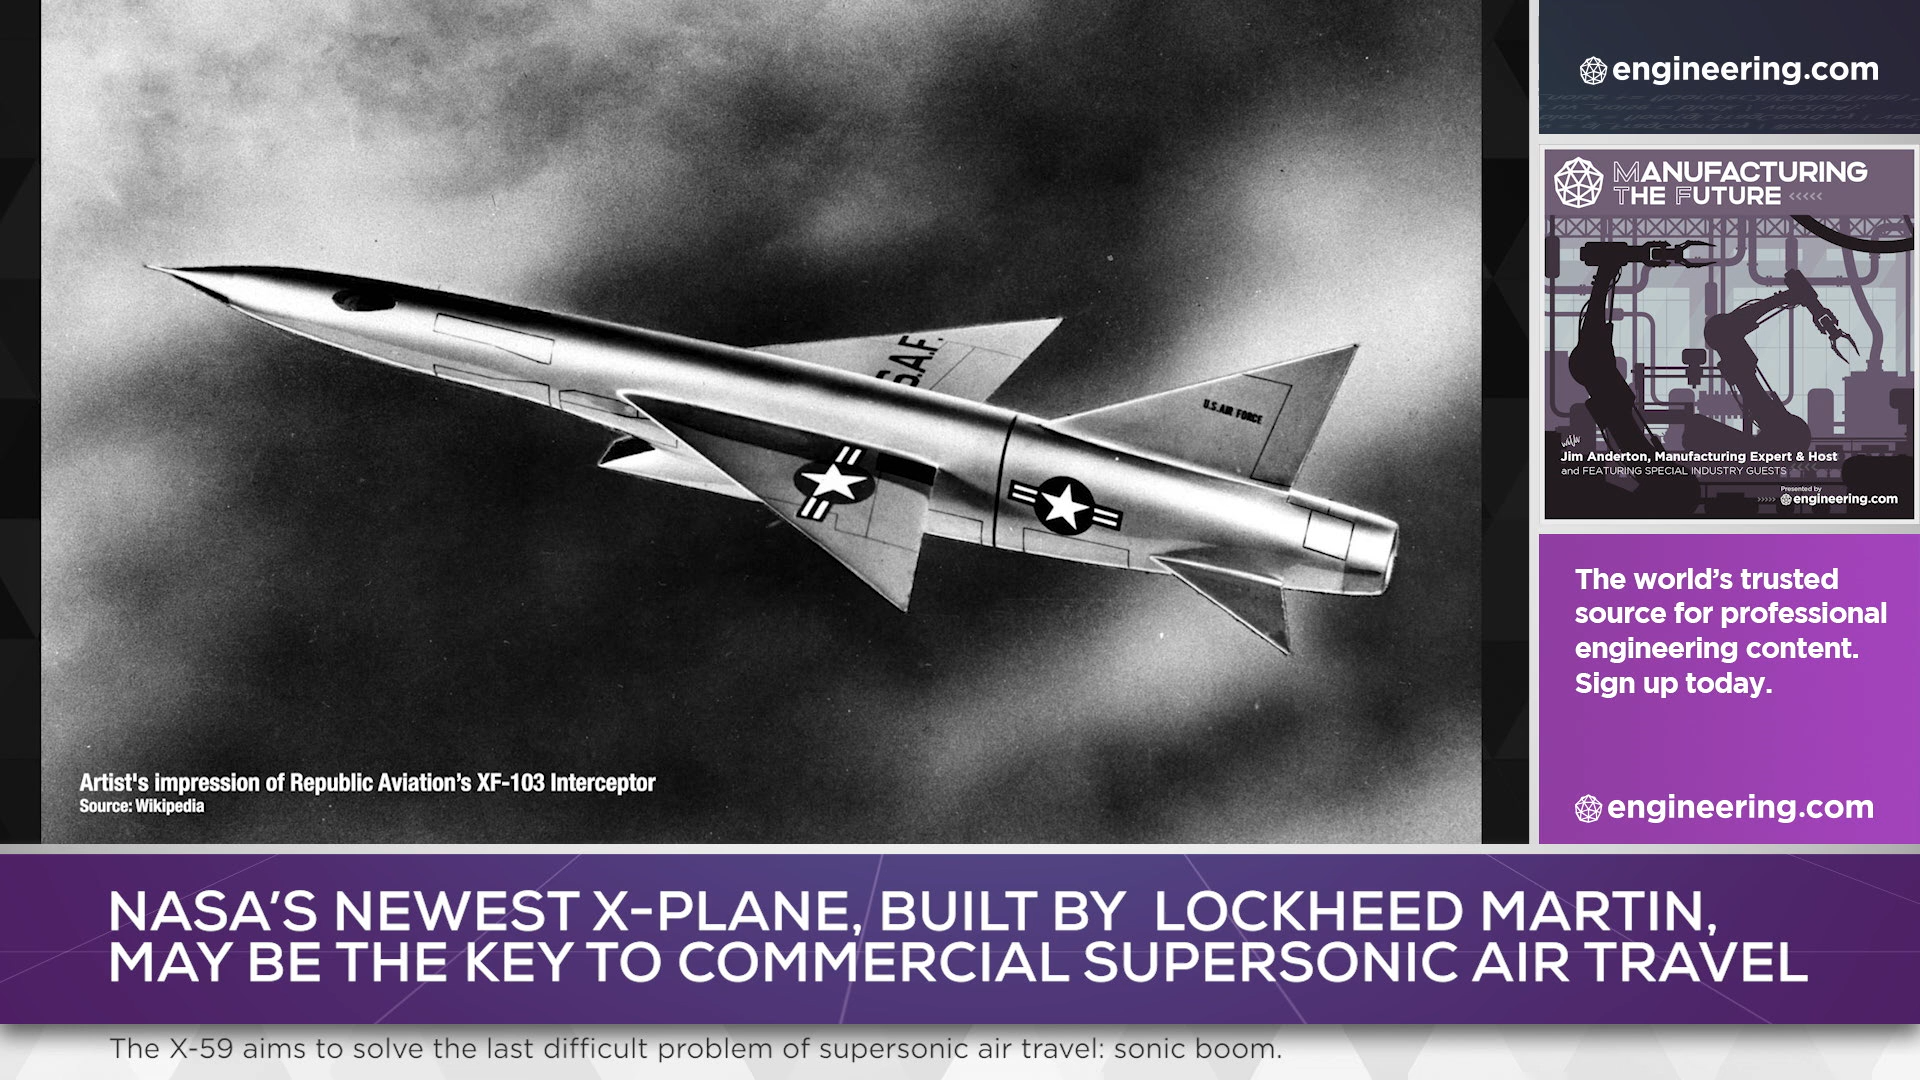 S.A.F.
U.S. AIR FORCE
Artist's impression of Republic Aviation's XF-103 Interceptor
Source: Wikipedia
engineering.com
MANUFACTURING
THE FUTURE <<<<<
with
Jim Anderton, Manufacturing Expert & Host
and FEATURING SPECIAL INDUSTRY GUESTS
Presented by
>>>>> engineering.com
The world's trusted
source for professional
engineering content.
Sign up today.
engineering.com
NASA'S NEWEST X-PLANE, BUILT BY LOCKHEED MARTIN,
MAY BE THE KEY TO COMMERCIAL SUPERSONIC AIR TRAVEL
The X-59 aims to solve the last difficult problem of supersonic air travel: sonic boom.